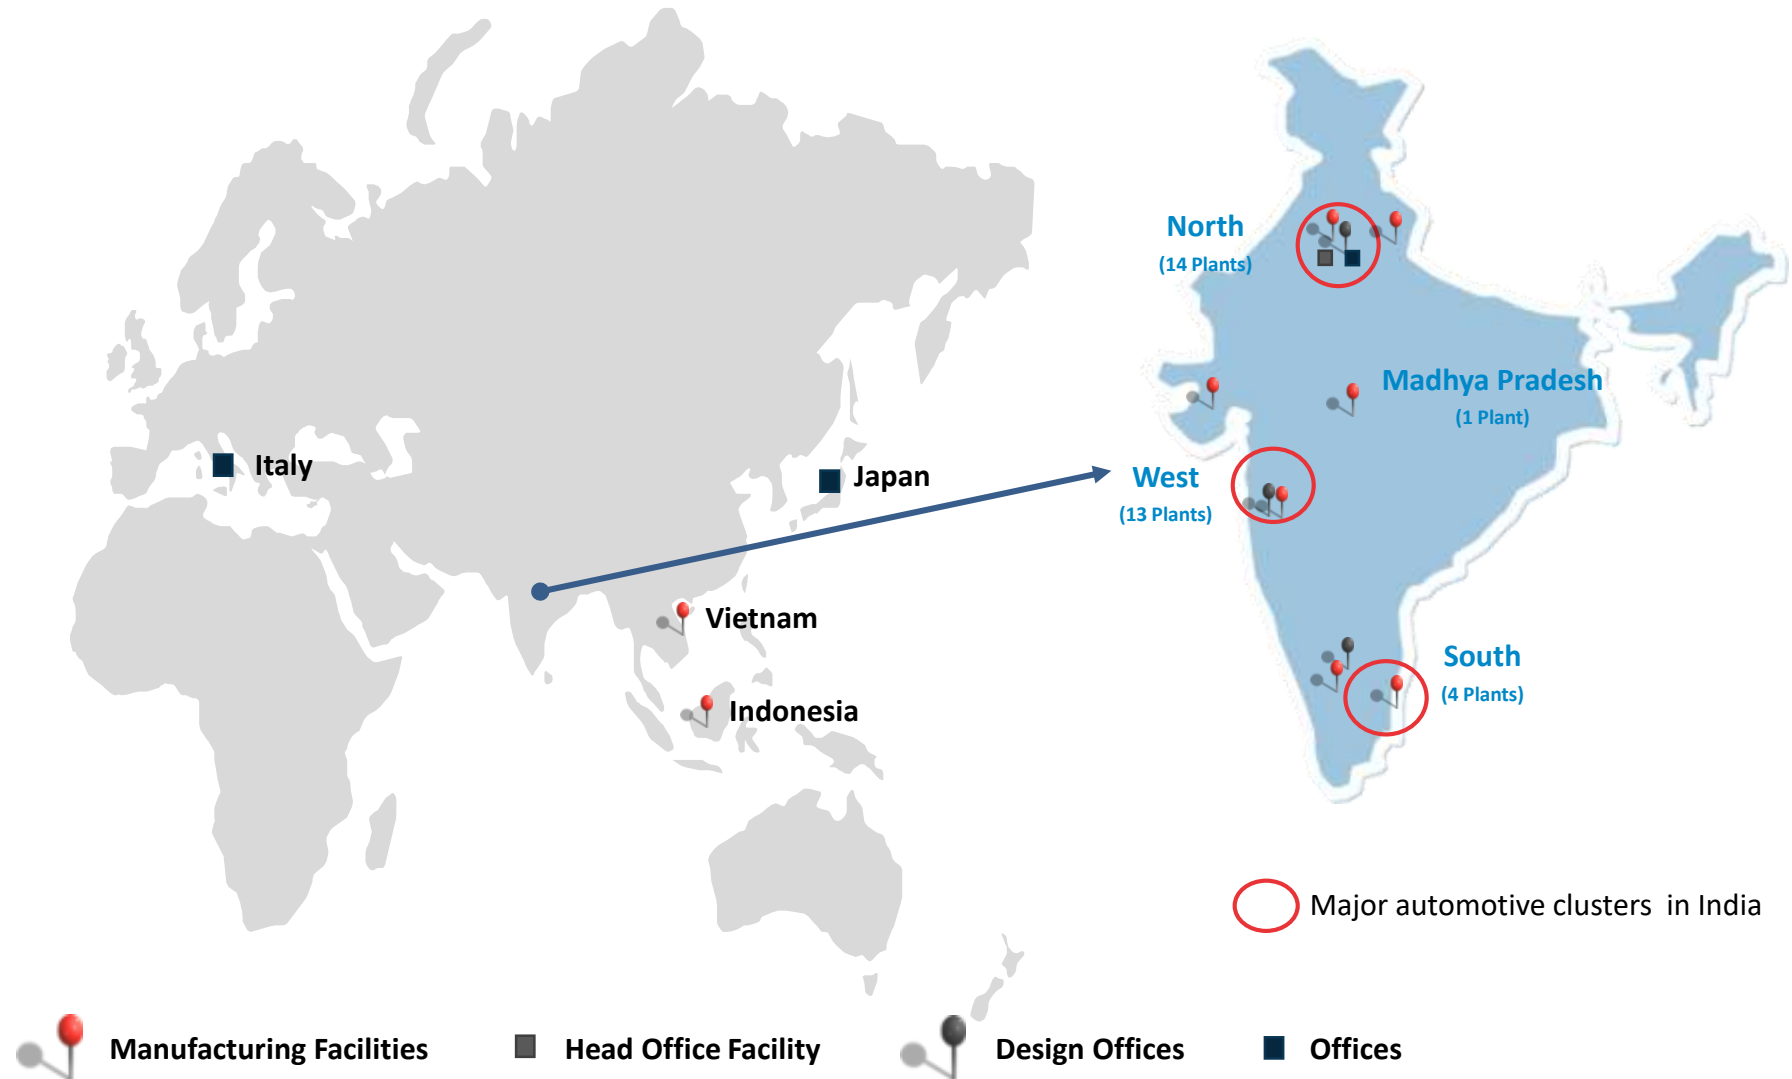 North
(14 Plants)
Madhya Pradesh
(1 Plant)
Italy
Japan
West
(13 Plants)
Vietnam
South
(4 Plants)
Indonesia
Major automotive clusters in India
Manufacturing Facilities
Head Office Facility
Design Offices
Offices